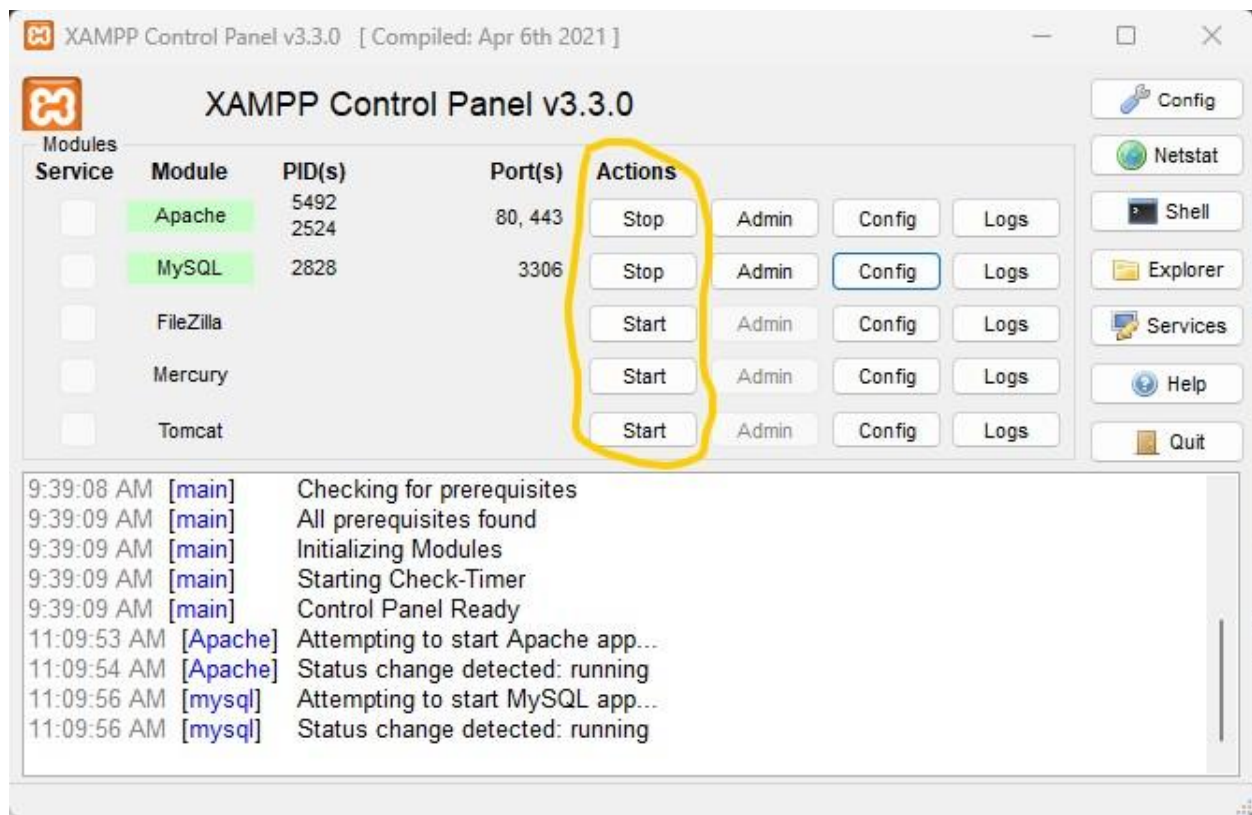 XAMPP Control Panel v3.3.0 [ Compiled: Apr 6th 2021 ]
XAMPP Control Panel v3.3.0
Config
Modules
Service Module PID(s) Port(s) Actions
Netstat
Apache 5492 2524 80, 443 Stop Admin Config Logs
Shell
MySQL 2828 3306 Stop Admin Config Logs
Explorer
FileZilla Start Admin Config Logs
Services
Mercury Start Admin Config Logs
Help
Tomcat Start Admin Config Logs
Quit
9:39:08 AM [main] Checking for prerequisites
9:39:09 AM [main] All prerequisites found
9:39:09 AM [main] Initializing Modules
9:39:09 AM [main] Starting Check-Timer
9:39:09 AM [main] Control Panel Ready
11:09:53 AM [Apache] Attempting to start Apache app...
11:09:54 AM [Apache] Status change detected: running
11:09:56 AM [mysql] Attempting to start MySQL app...
11:09:56 AM [mysql] Status change detected: running